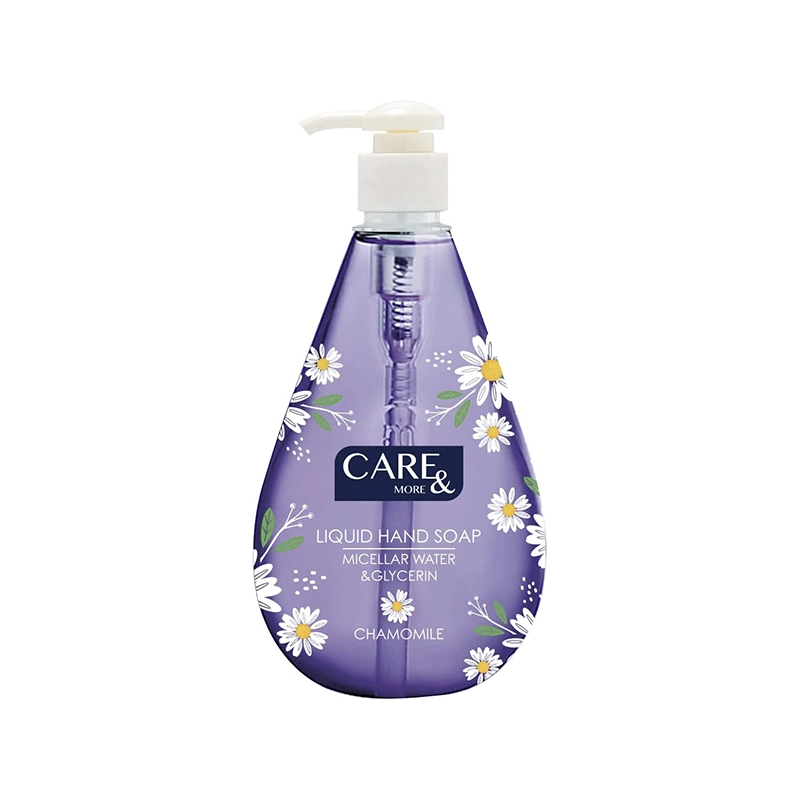 CARE &
MORE
LIQUID HAND SOAP
MICELLAR WATER
&GLYCERIN
CHAMOMILE